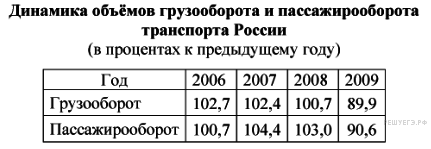 Динамика объёмов грузооборота и пассажирооборота
транспорта России
(в процентах к предыдущему году)
Год 2006 2007 2008 2009
Грузооборот 102,7 102,4 100,7 89,9
Пассажирооборот 100,7 104,4 103,0 90,6
РЕШУЕГЭ.РФ